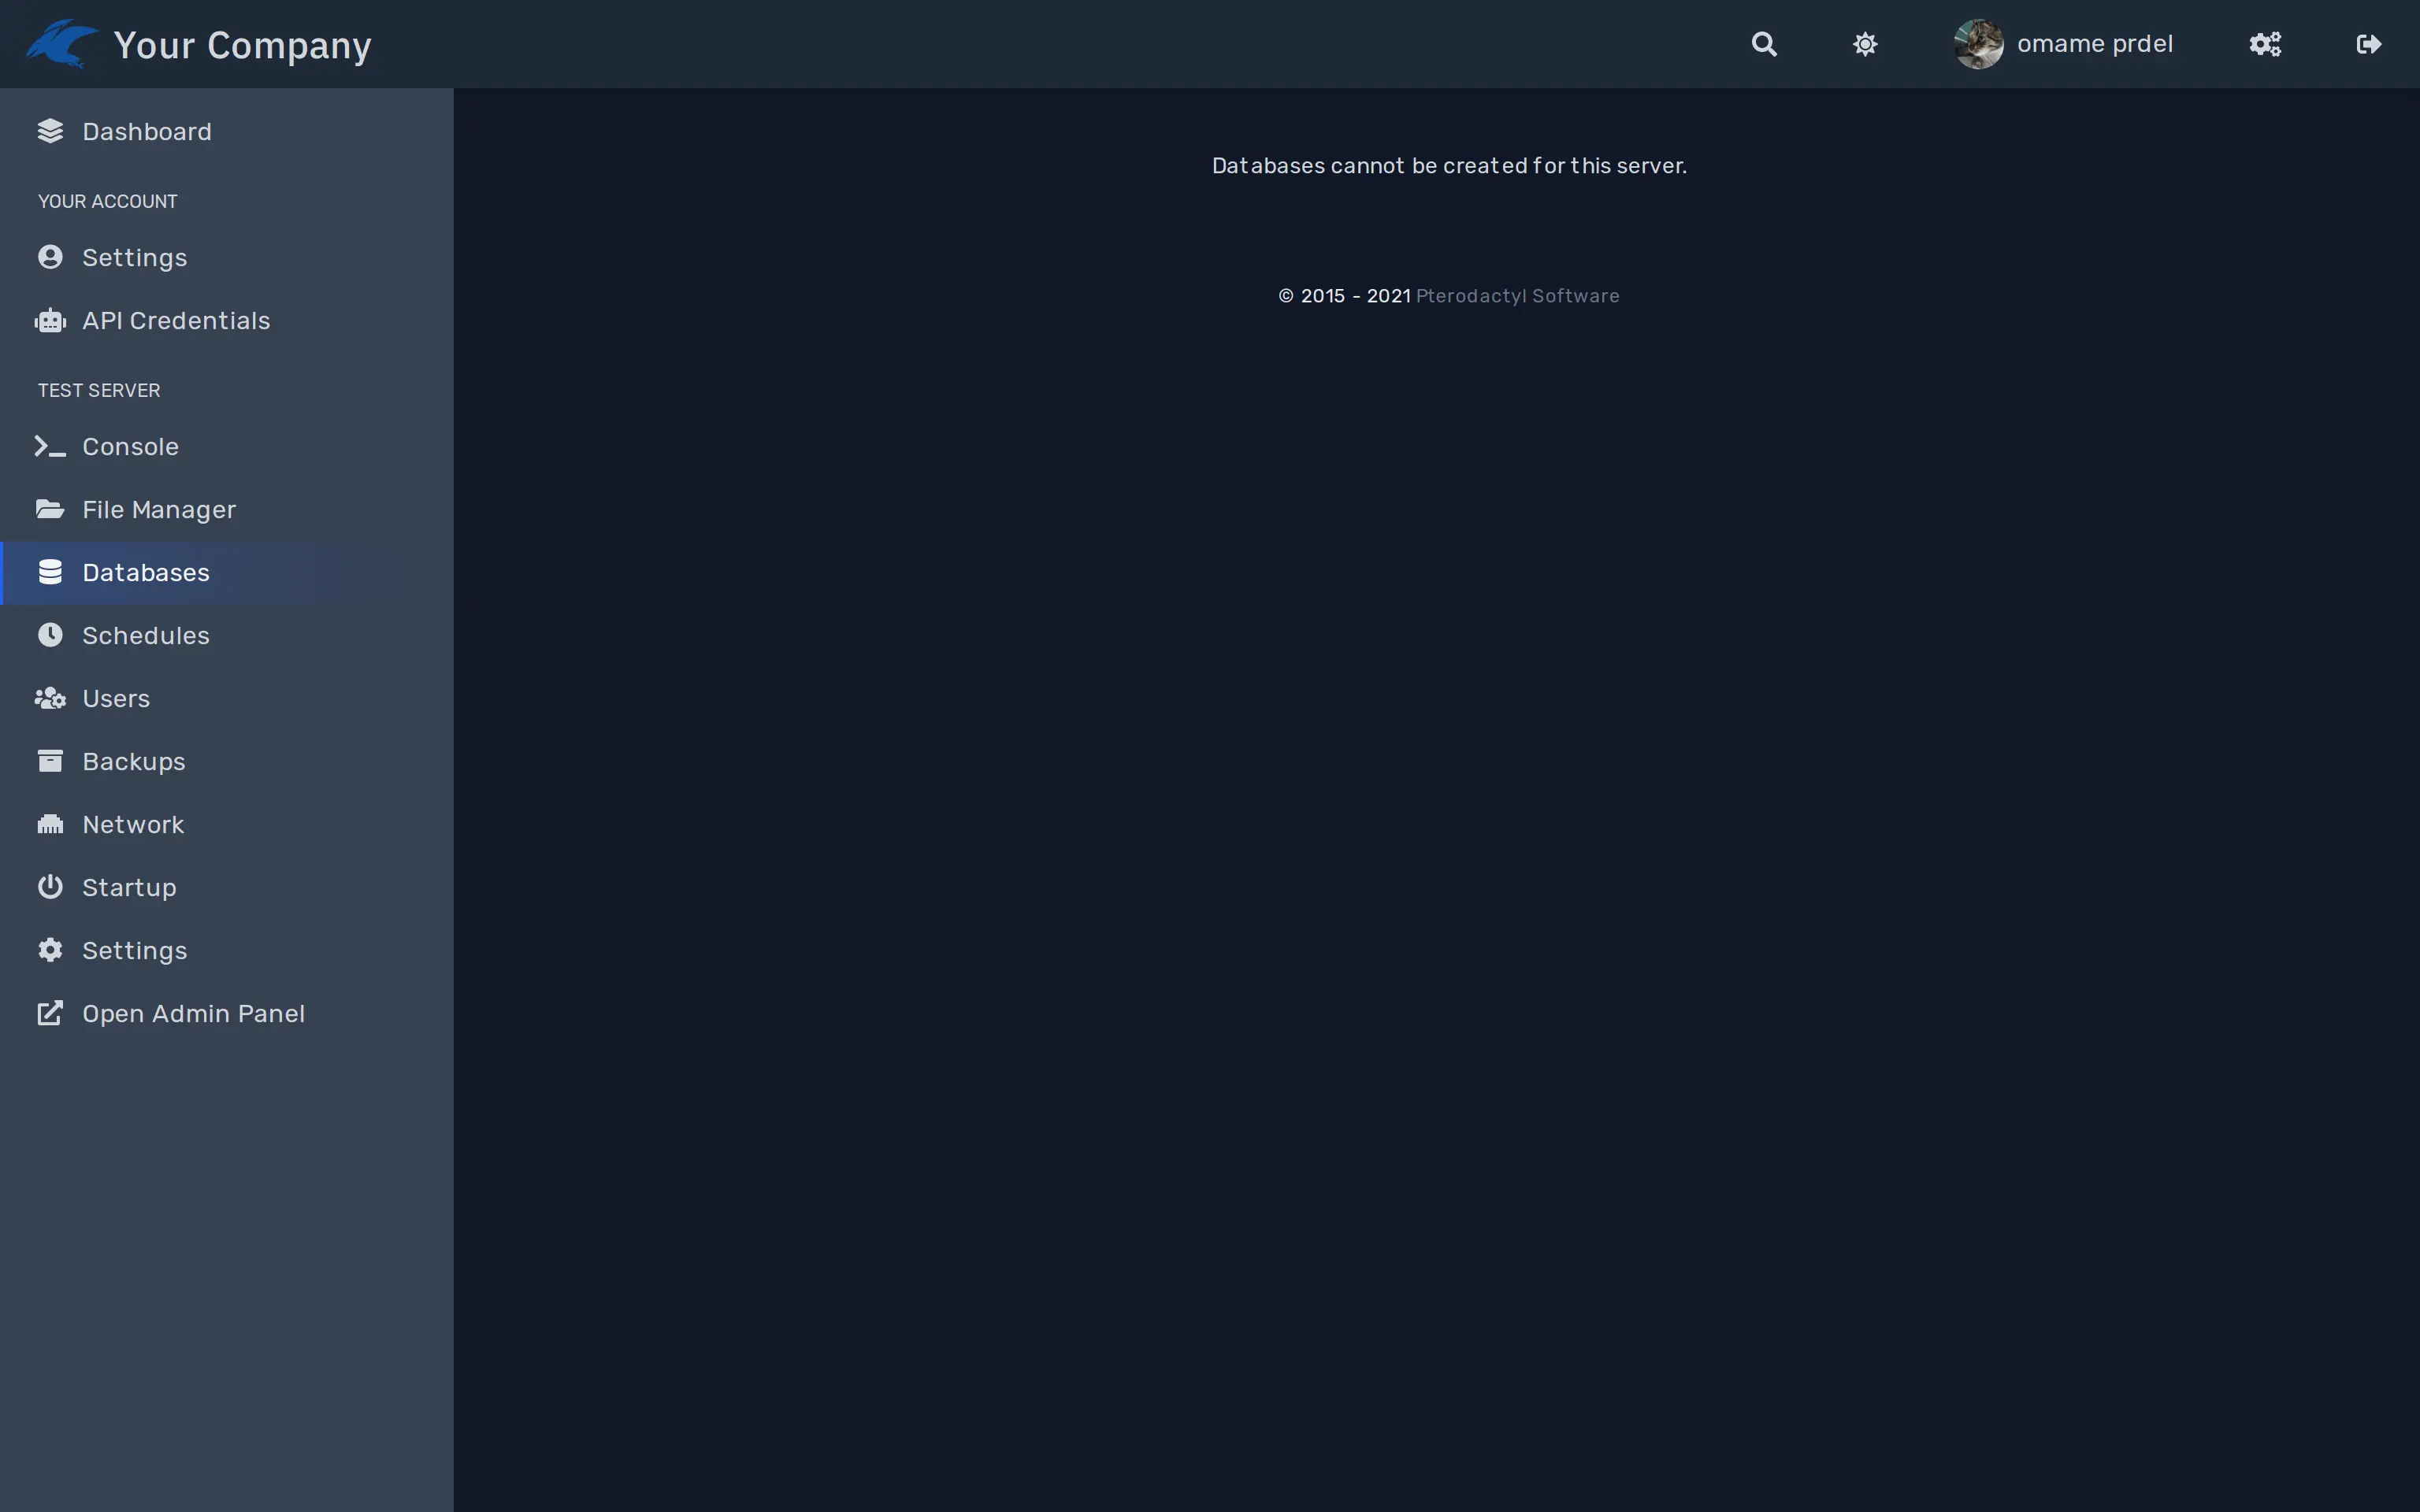 Your Company
omame prdel
Dashboard
YOUR ACCOUNT
Settings
API Credentials
TEST SERVER
Console
File Manager
Databases
Schedules
Users
Backups
Network
Startup
Settings
Open Admin Panel
Databases cannot be created for this server.
© 2015 - 2021 Pterodactyl Software